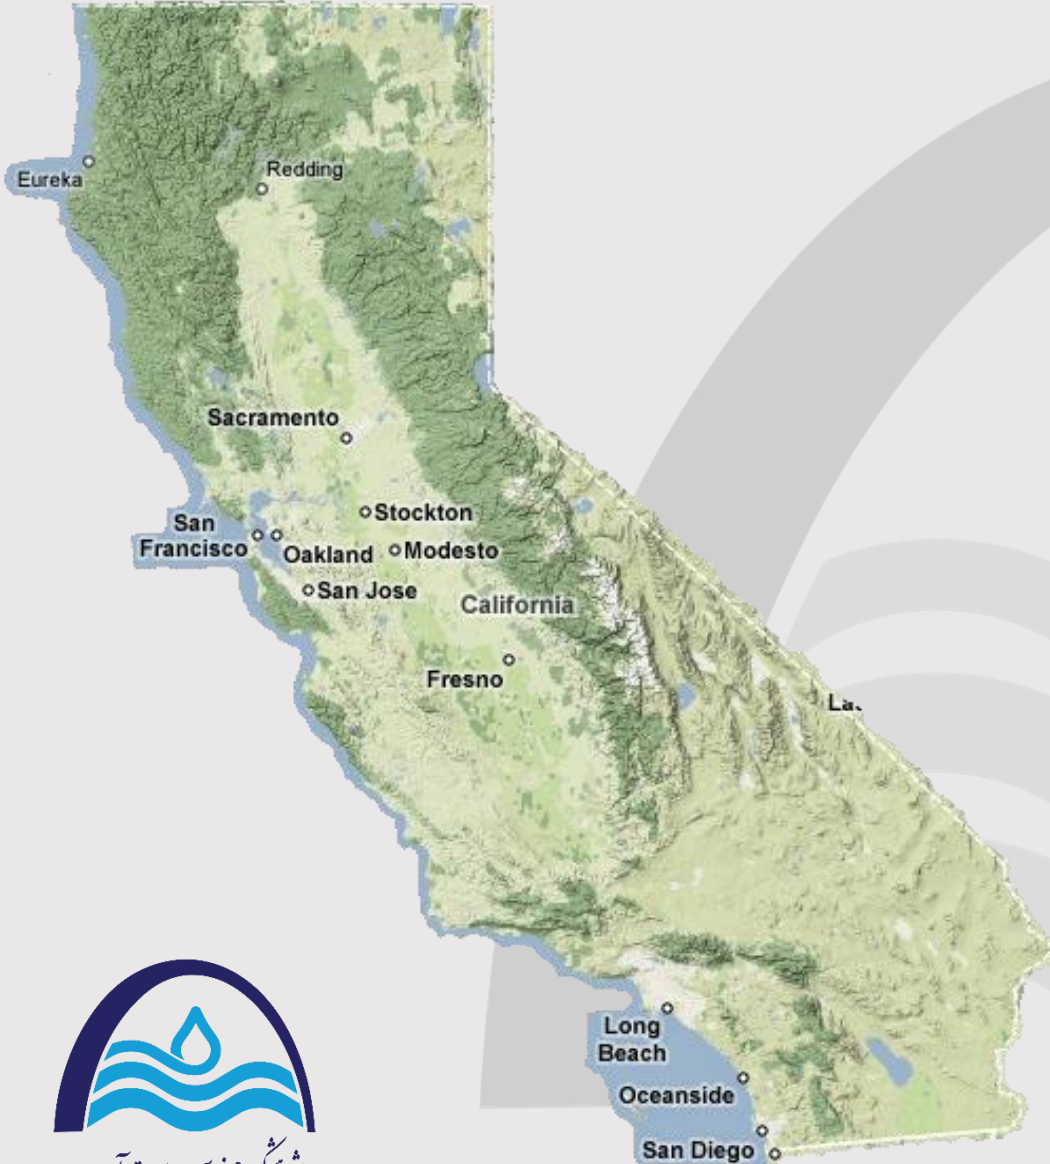 Eureka
Redding
Sacramento
Stockton
San
Francisco
Oakland
Modesto
San Jose
California
Fresno
Long
Beach
Oceanside
San Diego